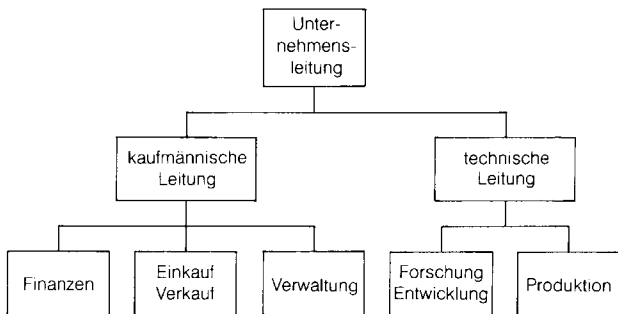 Unter-
nehmens-
leitung
kaufmännische
Leitung
technische
Leitung
Finanzen
Einkauf
Verkauf
Verwaltung
Forschung
Entwicklung
Produktion